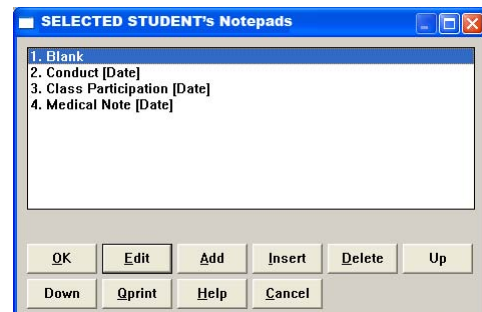 SELECTED STUDENT's Notepads
1. Blank
2. Conduct [Date]
3. Class Participation [Date]
4. Medical Note [Date]
OK Edit Add Insert Delete Up
Down Qprint Help Cancel